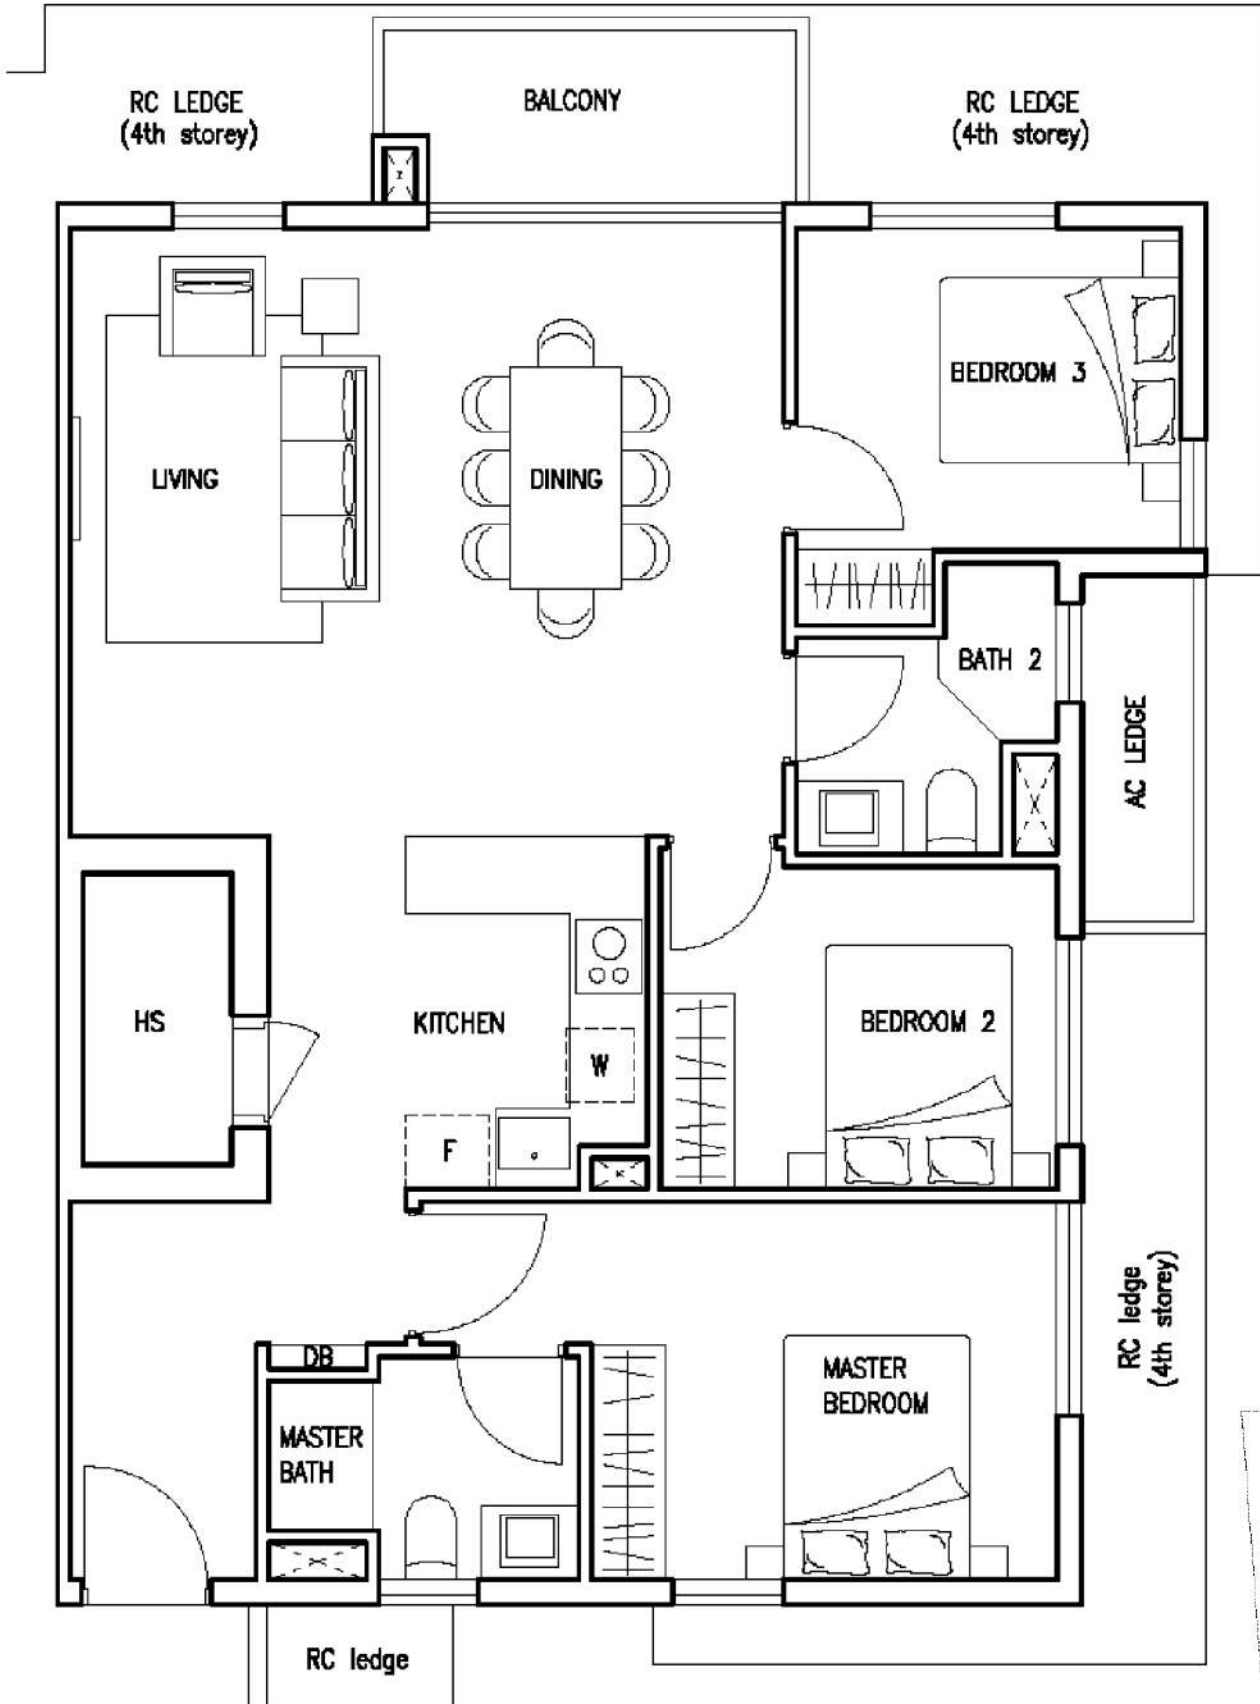 RC LEDGE
(4th storey)
BALCONY
RC LEDGE
(4th storey)
BEDROOM 3
LIVING
DINING
BATH 2
AC LEDGE
HS
KITCHEN
BEDROOM 2
W
F
RC ledge
(4th storey)
DB
MASTER
BEDROOM
MASTER
BATH
RC ledge